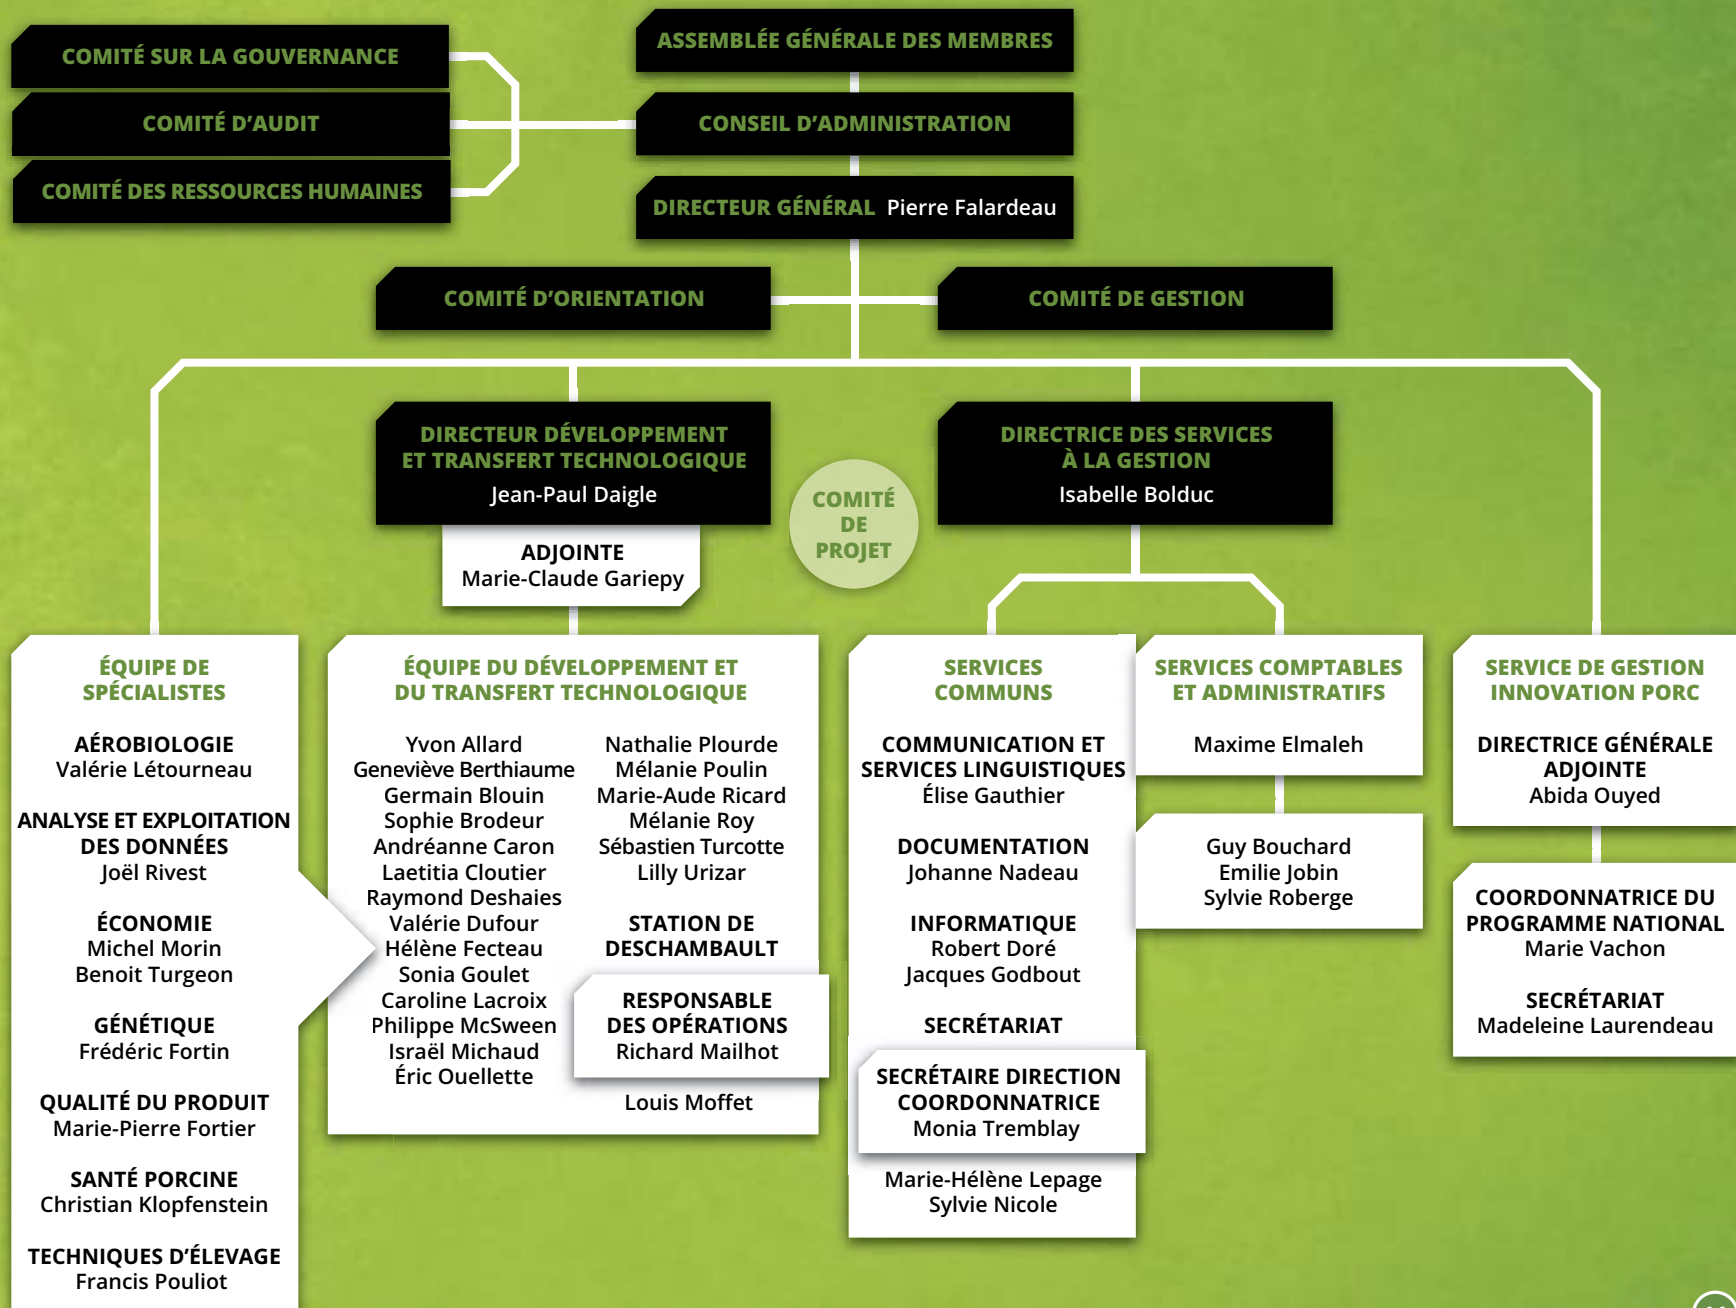 COMITÉ SUR LA GOUVERNANCE
COMITÉ D'AUDIT
COMITÉ DES RESSOURCES HUMAINES
ASSEMBLÉE GÉNÉRALE DES MEMBRES
CONSEIL D'ADMINISTRATION
DIRECTEUR GÉNÉRAL Pierre Falardeau
COMITÉ D'ORIENTATION
COMITÉ DE GESTION
DIRECTEUR DÉVELOPPEMENT
ET TRANSFERT TECHNOLOGIQUE
Jean-Paul Daigle
ADJOINTE
Marie-Claude Gariepy
COMITÉ
DE
PROJET
DIRECTRICE DES SERVICES
À LA GESTION
Isabelle Bolduc
ÉQUIPE DE
SPÉCIALISTES
AÉROBIOLOGIE
Valérie Létourneau
ANALYSE ET EXPLOITATION
DES DONNÉES
Joël Rivest
ÉCONOMIE
Michel Morin
Benoit Turgeon
GÉNÉTIQUE
Frédéric Fortin
QUALITÉ DU PRODUIT
Marie-Pierre Fortier
SANTÉ PORCINE
Christian Klopfenstein
TECHNIQUES D'ÉLEVAGE
Francis Pouliot
ÉQUIPE DU DÉVELOPPEMENT ET
DU TRANSFERT TECHNOLOGIQUE
Yvon Allard
Geneviève Berthiaume
Germain Blouin
Sophie Brodeur
Andréanne Caron
Laetitia Cloutier
Raymond Deshaies
Valérie Dufour
Hélène Fecteau
Sonia Goulet
Caroline Lacroix
Philippe McSween
Israël Michaud
Éric Ouellette
Nathalie Plourde
Mélanie Poulin
Marie-Aude Ricard
Mélanie Roy
Sébastien Turcotte
Lilly Urizar
STATION DE
DESCHAMBAULT
RESPONSABLE
DES OPÉRATIONS
Richard Mailhot
Louis Moffet
SERVICES
COMMUNS
COMMUNICATION ET
SERVICES LINGUISTIQUES
Élise Gauthier
DOCUMENTATION
Johanne Nadeau
INFORMATIQUE
Robert Doré
Jacques Godbout
SECRÉTARIAT
SECRÉTAIRE DIRECTION
COORDONNATRICE
Monia Tremblay
Marie-Hélène Lepage
Sylvie Nicole
SERVICES COMPTABLES
ET ADMINISTRATIFS
Maxime Elmaleh
Guy Bouchard
Emilie Jobin
Sylvie Roberge
SERVICE DE GESTION
INNOVATION PORC
DIRECTRICE GÉNÉRALE
ADJOINTE
Abida Ouyed
COORDONNATRICE DU
PROGRAMME NATIONAL
Marie Vachon
SECRÉTARIAT
Madeleine Laurendeau